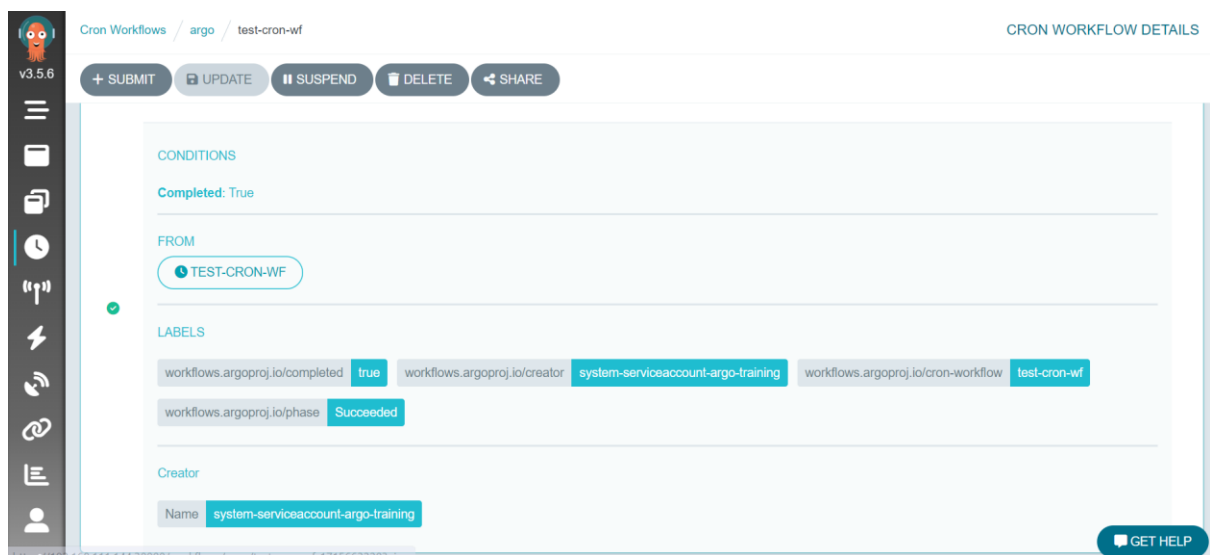 Cron Workflows / argo / test-cron-wf
CRON WORKFLOW DETAILS
v3.5.6
+ SUBMIT UPDATE SUSPEND DELETE SHARE
CONDITIONS
Completed: True
FROM
TEST-CRON-WF
LABELS
workflows.argoproj.io/completed true workflows.argoproj.io/creator system-serviceaccount-argo-training workflows.argoproj.io/cron-workflow test-cron-wf
workflows.argoproj.io/phase Succeeded
Creator
Name system-serviceaccount-argo-training
GET HELP